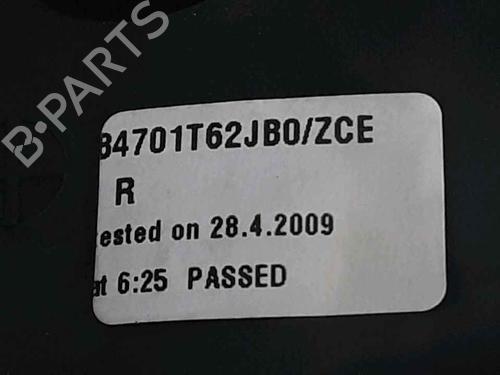 B·PARTS
84701T62JB0/ZCE
R
ested on 28.4.2009
at 6:25 PASSED